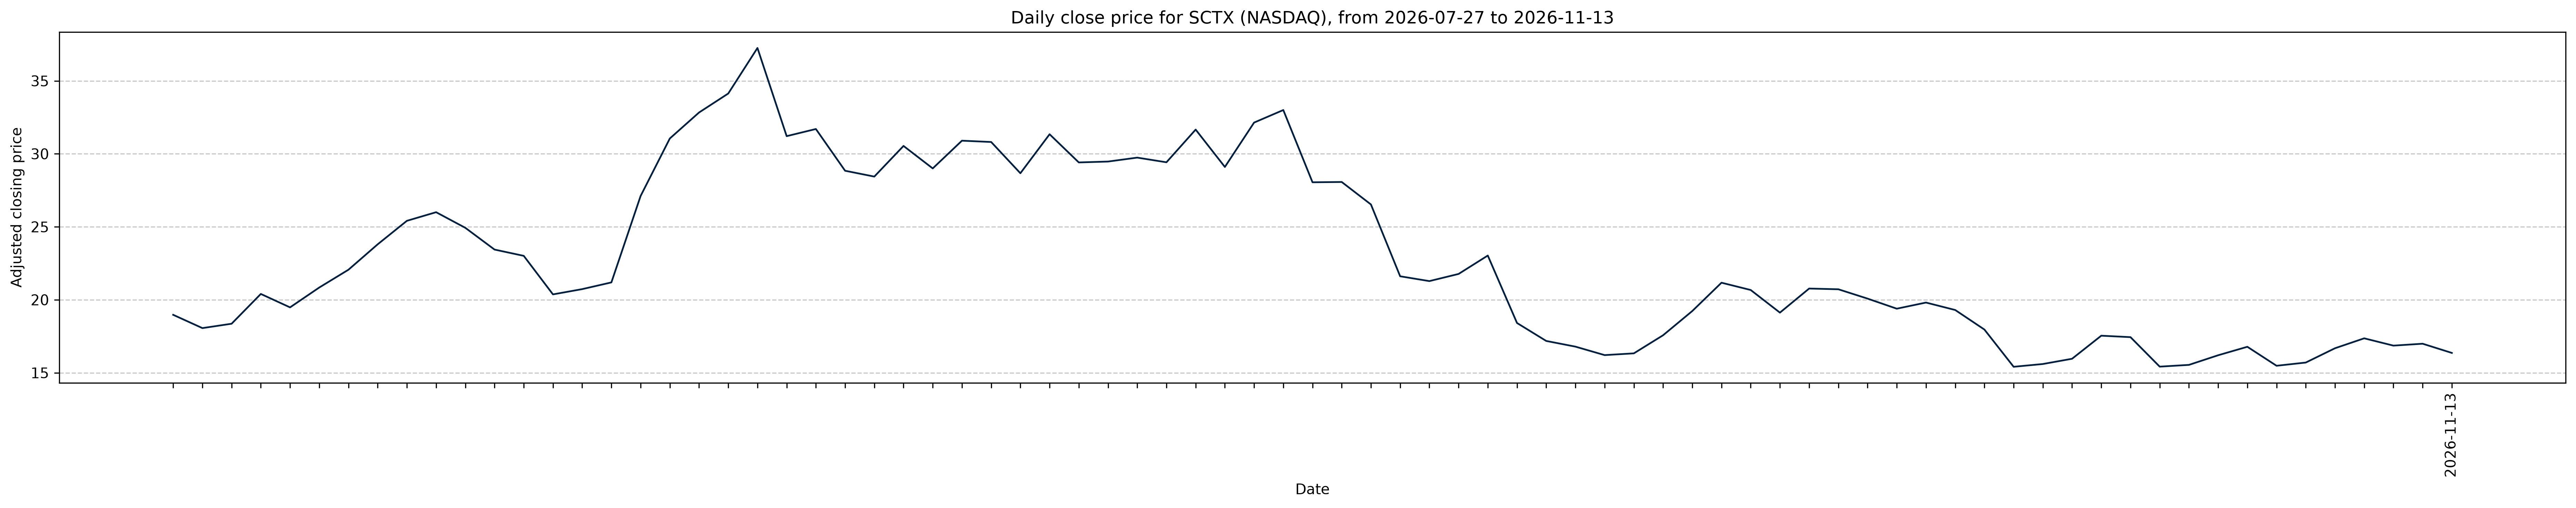 Daily close price for SCTX (NASDAQ), from 2026-07-27 to 2026-11-13
Adjusted closing price
35
30
25
20
15
2026-11-13
Date